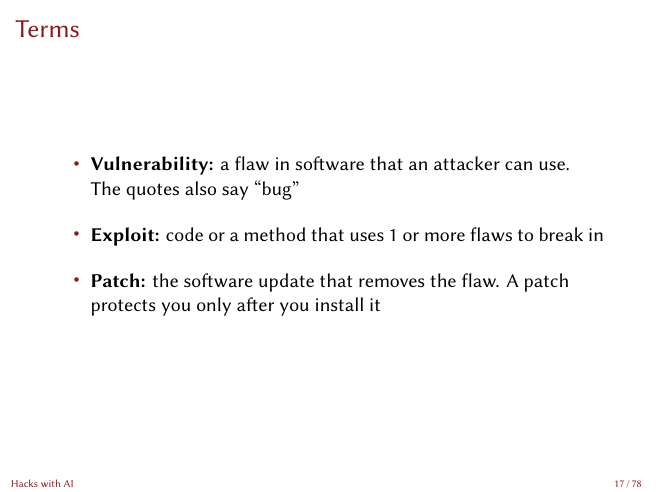 Terms
• Vulnerability: a flaw in software that an attacker can use.
The quotes also say “bug”
• Exploit: code or a method that uses 1 or more flaws to break in
• Patch: the software update that removes the flaw. A patch
protects you only after you install it
Hacks with AI
17 / 78